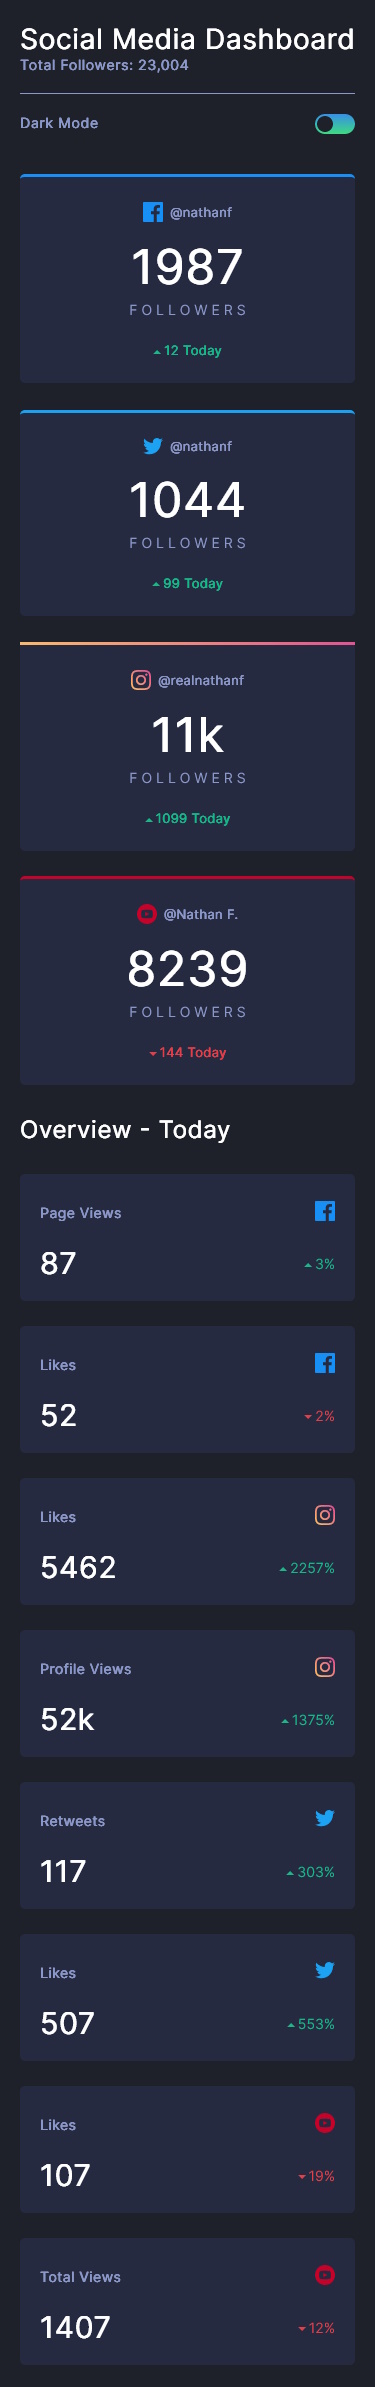 Social Media Dashboard
Total Followers: 23,004
Dark Mode
@nathanf
1987
FOLLOWERS
12 Today
@nathanf
1044
FOLLOWERS
99 Today
@realnathanf
11k
FOLLOWERS
1099 Today
@Nathan F.
8239
FOLLOWERS
144 Today
Overview - Today
Page Views
87
3%
Likes
52
2%
Likes
5462
2257%
Profile Views
52k
1375%
Retweets
117
303%
Likes
507
553%
Likes
107
19%
Total Views
1407
12%